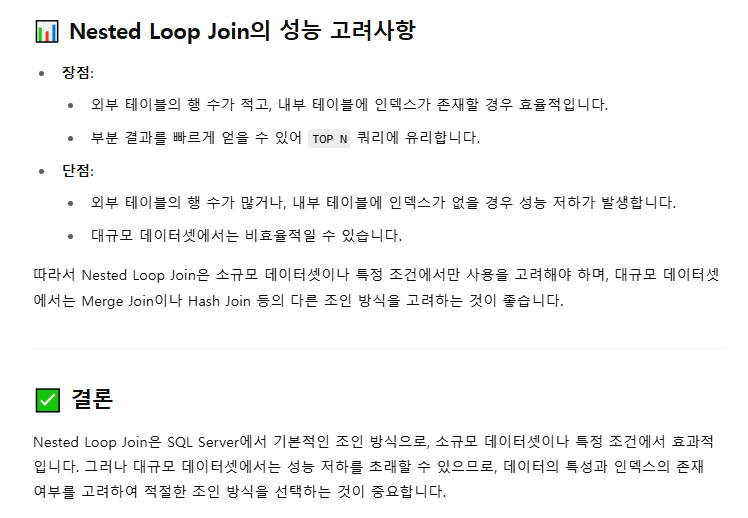 Nested Loop Join의 성능 고려사항
장점:
외부 테이블의 행 수가 적고, 내부 테이블에 인덱스가 존재할 경우 효율적입니다.
부분 결과를 빠르게 얻을 수 있어 TOP N 쿼리에 유리합니다.
단점:
외부 테이블의 행 수가 많거나, 내부 테이블에 인덱스가 없을 경우 성능 저하가 발생합니다.
대규모 데이터셋에서는 비효율적일 수 있습니다.
따라서 Nested Loop Join은 소규모 데이터셋이나 특정 조건에서만 사용을 고려해야 하며, 대규모 데이터셋
에서는 Merge Join이나 Hash Join 등의 다른 조인 방식을 고려하는 것이 좋습니다.
결론
Nested Loop Join은 SQL Server에서 기본적인 조인 방식으로, 소규모 데이터셋이나 특정 조건에서 효과적
입니다. 그러나 대규모 데이터셋에서는 성능 저하를 초래할 수 있으므로, 데이터의 특성과 인덱스의 존재
여부를 고려하여 적절한 조인 방식을 선택하는 것이 중요합니다.